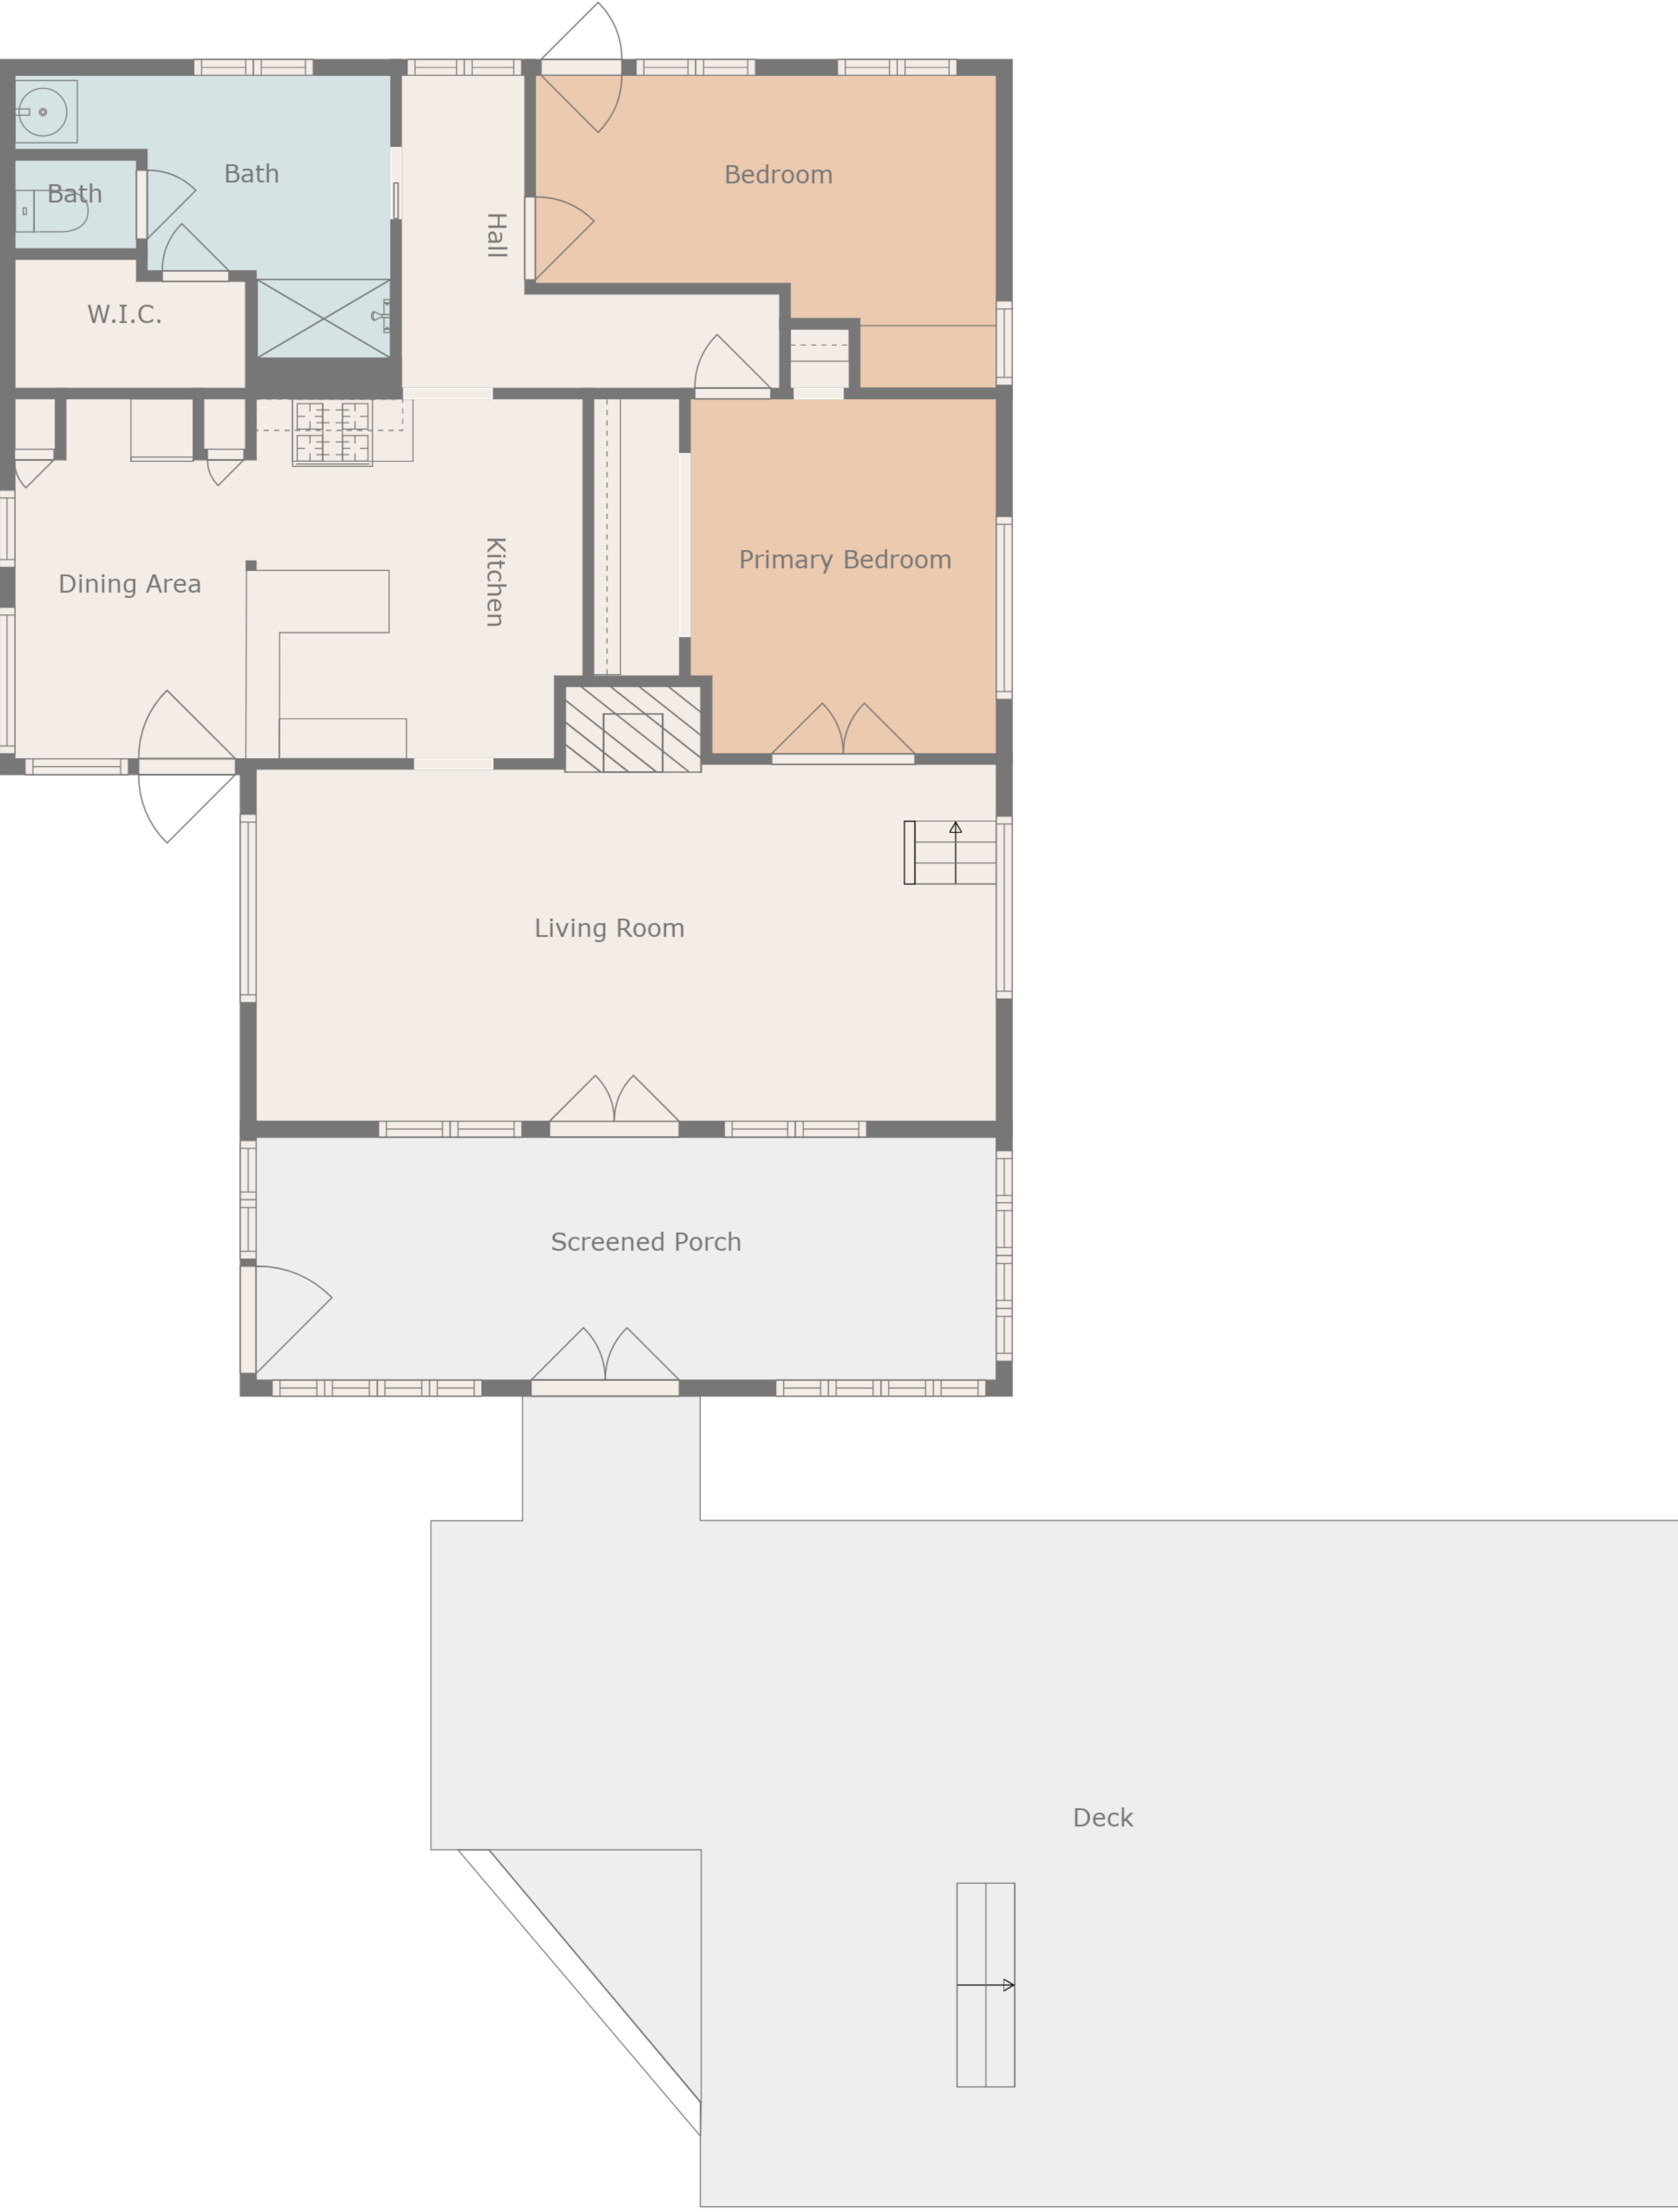 Bath
Bedroom
Bath
Hall
W.I.C.
Primary Bedroom
Kitchen
Dining Area
Living Room
Screened Porch
Deck